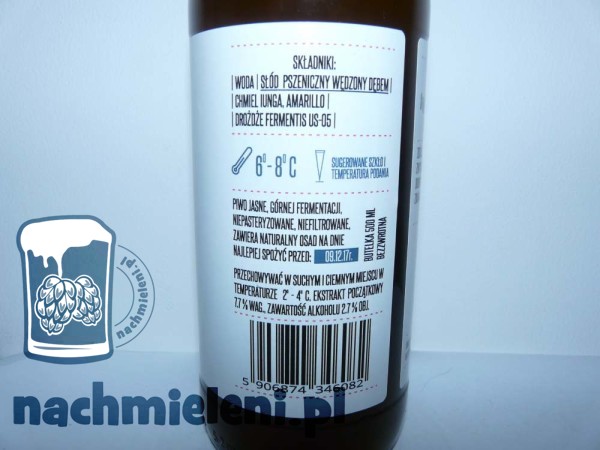 SKŁADNIKI:
| WODA | SŁÓD PSZENICZNY WĘDZONY DĘBEM |
| CHMIEL IUNGA, AMARILLO |
| DROŻDŻE FERMENTIS US-05 |
6°-8°C
SUGEROWANE SZKŁO I
TEMPERATURA PODANIA
PIWO JASNE, GÓRNEJ FERMENTACJI,
NIEPASTERYZOWANE, NIEFILTROWANE,
ZAWIERA NATURALNY OSAD NA DNIE
NAJLEPIEJ SPOŻYĆ PRZED: 09.12.17r.
BUTELKA 500 ML
BEZZWROTNA
PRZECHOWYWAĆ W SUCHYM I CIEMNYM MIEJSCU W
TEMPERATURZE 2° - 4° C. EKSTRAKT POCZĄTKOWY
7,7 % WAG., ZAWARTOŚĆ ALKOHOLU 2,7 % OBJ.
5 906874 346082
nachmieleni.pl
nachmieleni.pl